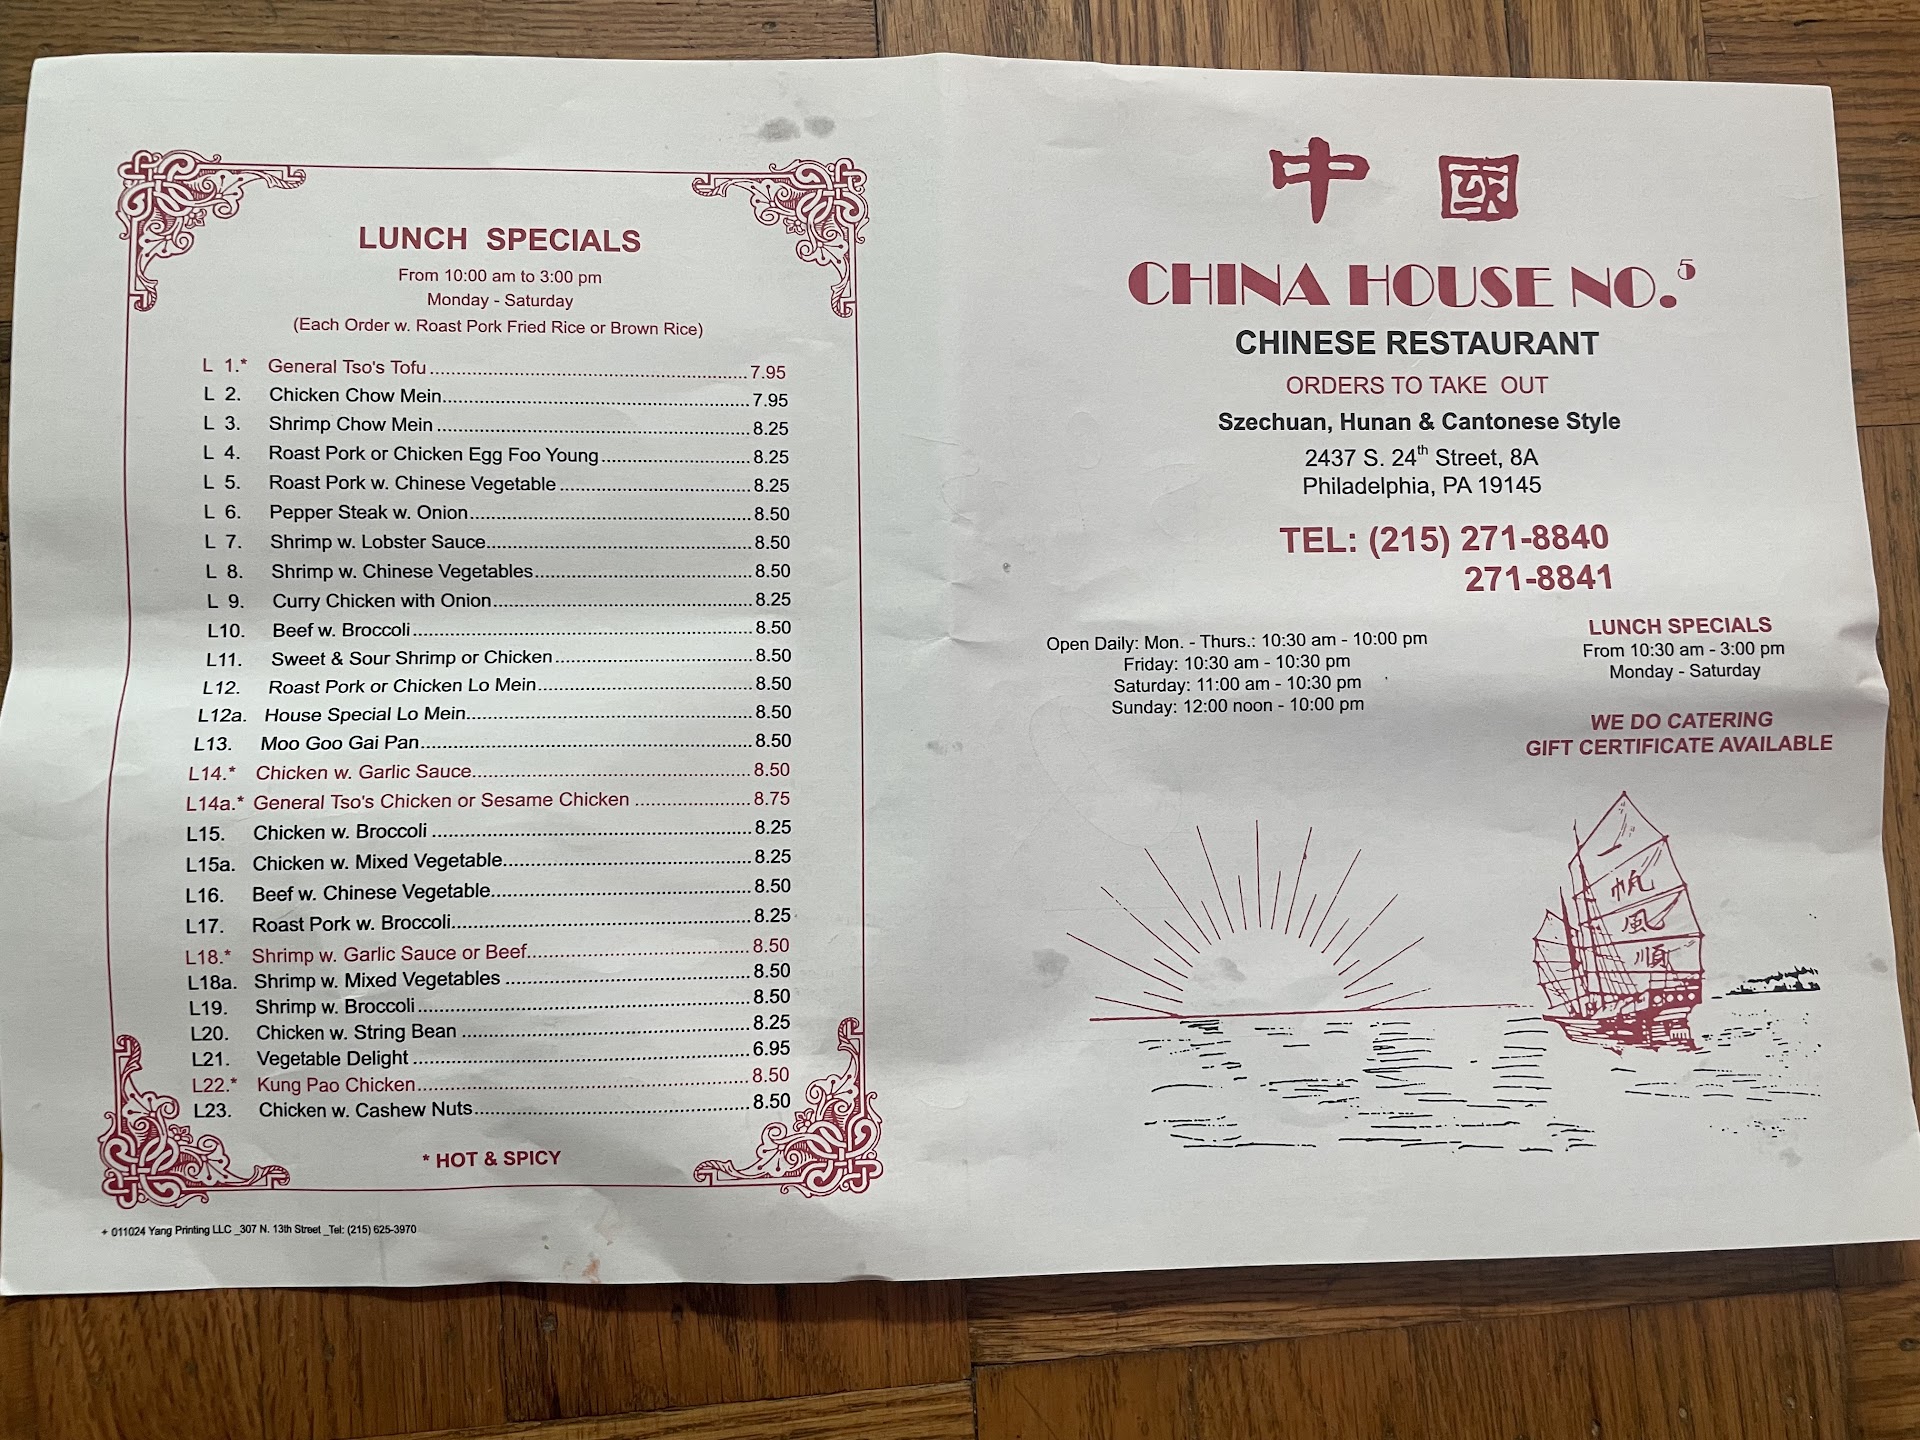 LUNCH SPECIALS
From 10:00 am to 3:00 pm
Monday - Saturday
(Each Order w. Roast Pork Fried Rice or Brown Rice)
L 1.* General Tso's Tofu 7.95
L 2. Chicken Chow Mein 7.95
L 3. Shrimp Chow Mein 8.25
L 4. Roast Pork or Chicken Egg Foo Young 8.25
L 5. Roast Pork w. Chinese Vegetable 8.25
L 6. Pepper Steak w. Onion 8.50
L 7. Shrimp w. Lobster Sauce 8.50
L 8. Shrimp w. Chinese Vegetables 8.50
L 9. Curry Chicken with Onion 8.25
L10. Beef w. Broccoli 8.50
L11. Sweet & Sour Shrimp or Chicken 8.50
L12. Roast Pork or Chicken Lo Mein 8.50
L12a. House Special Lo Mein 8.50
L13. Moo Goo Gai Pan 8.50
L14.* Chicken w. Garlic Sauce 8.50
L14a.* General Tso's Chicken or Sesame Chicken 8.75
L15. Chicken w. Broccoli 8.25
L15a. Chicken w. Mixed Vegetable 8.25
L16. Beef w. Chinese Vegetable 8.50
L17. Roast Pork w. Broccoli 8.25
L18.* Shrimp w. Garlic Sauce or Beef 8.50
L18a. Shrimp w. Mixed Vegetables 8.50
L19. Shrimp w. Broccoli 8.50
L20. Chicken w. String Bean 8.25
L21. Vegetable Delight 6.95
L22.* Kung Pao Chicken 8.50
L23. Chicken w. Cashew Nuts 8.50
* HOT & SPICY
+ 011024 Yang Printing LLC _307 N. 13th Street _Tel: (215) 625-3970
中國
CHINA HOUSE NO.5
CHINESE RESTAURANT
ORDERS TO TAKE OUT
Szechuan, Hunan & Cantonese Style
2437 S. 24th Street, 8A
Philadelphia, PA 19145
TEL: (215) 271-8840
271-8841
Open Daily: Mon. - Thurs.: 10:30 am - 10:00 pm
Friday: 10:30 am - 10:30 pm
Saturday: 11:00 am - 10:30 pm
Sunday: 12:00 noon - 10:00 pm
LUNCH SPECIALS
From 10:30 am - 3:00 pm
Monday - Saturday
WE DO CATERING
GIFT CERTIFICATE AVAILABLE
帆
風
順